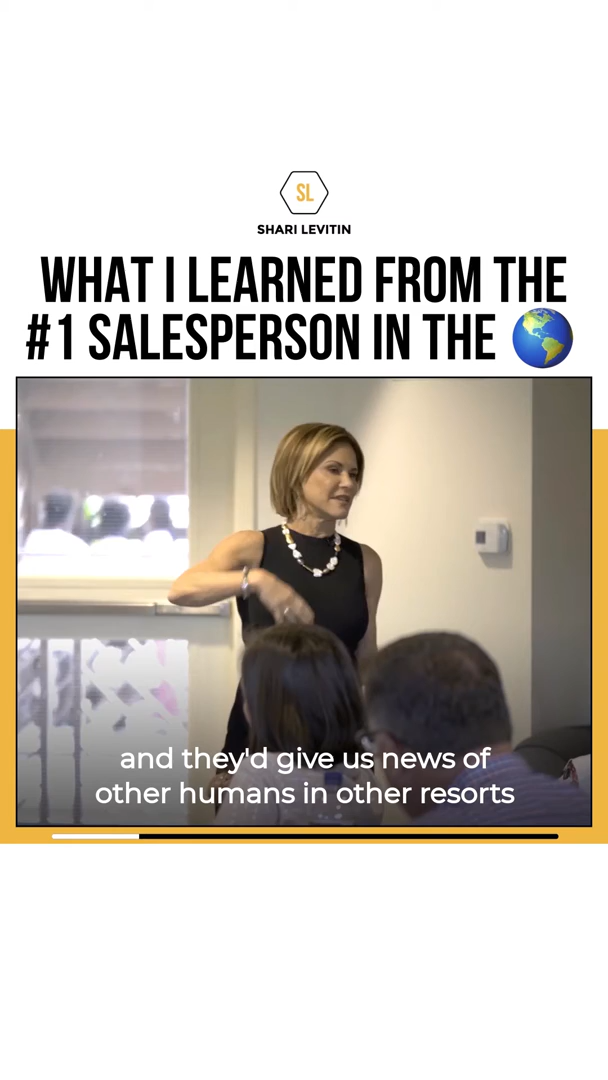 SL
SHARI LEVITIN
WHAT I LEARNED FROM THE
#1 SALESPERSON IN THE 🌎
and they'd give us news of
other humans in other resorts